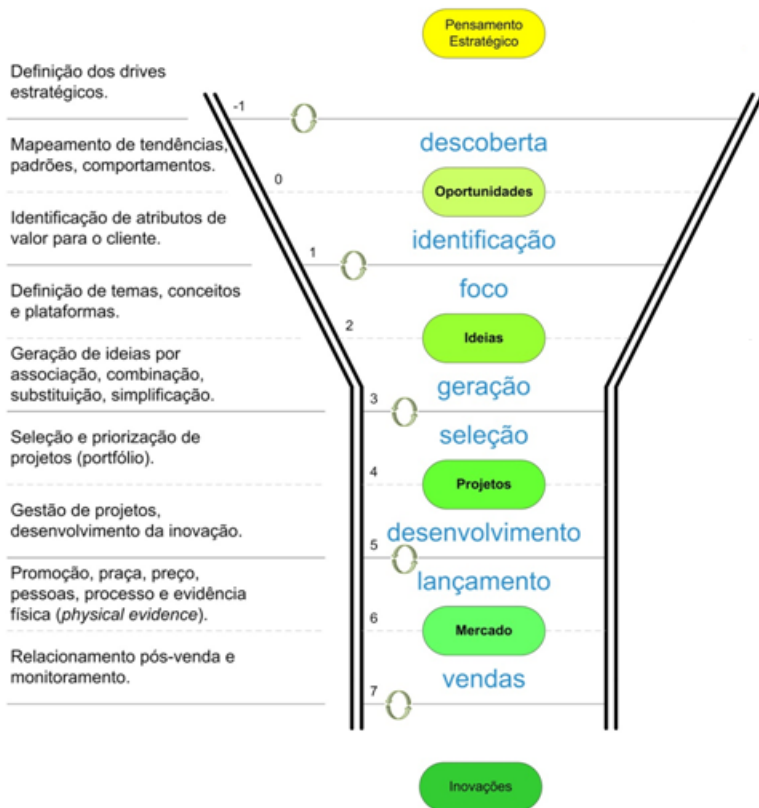 Pensamento
Estratégico
Definição dos drives
estratégicos.
-1
Mapeamento de tendências,
padrões, comportamentos.
descoberta
0
Oportunidades
Identificação de atributos de
valor para o cliente.
identificação
1
Definição de temas, conceitos
e plataformas.
foco
2
Ideias
Geração de ideias por
associação, combinação,
substituição, simplificação.
geração
3
Seleção e priorização de
projetos (portfólio).
seleção
4
Projetos
Gestão de projetos,
desenvolvimento da inovação.
desenvolvimento
5
Promoção, praça, preço,
pessoas, processo e evidência
física (physical evidence).
lançamento
6
Mercado
Relacionamento pós-venda e
monitoramento.
vendas
7
Inovações